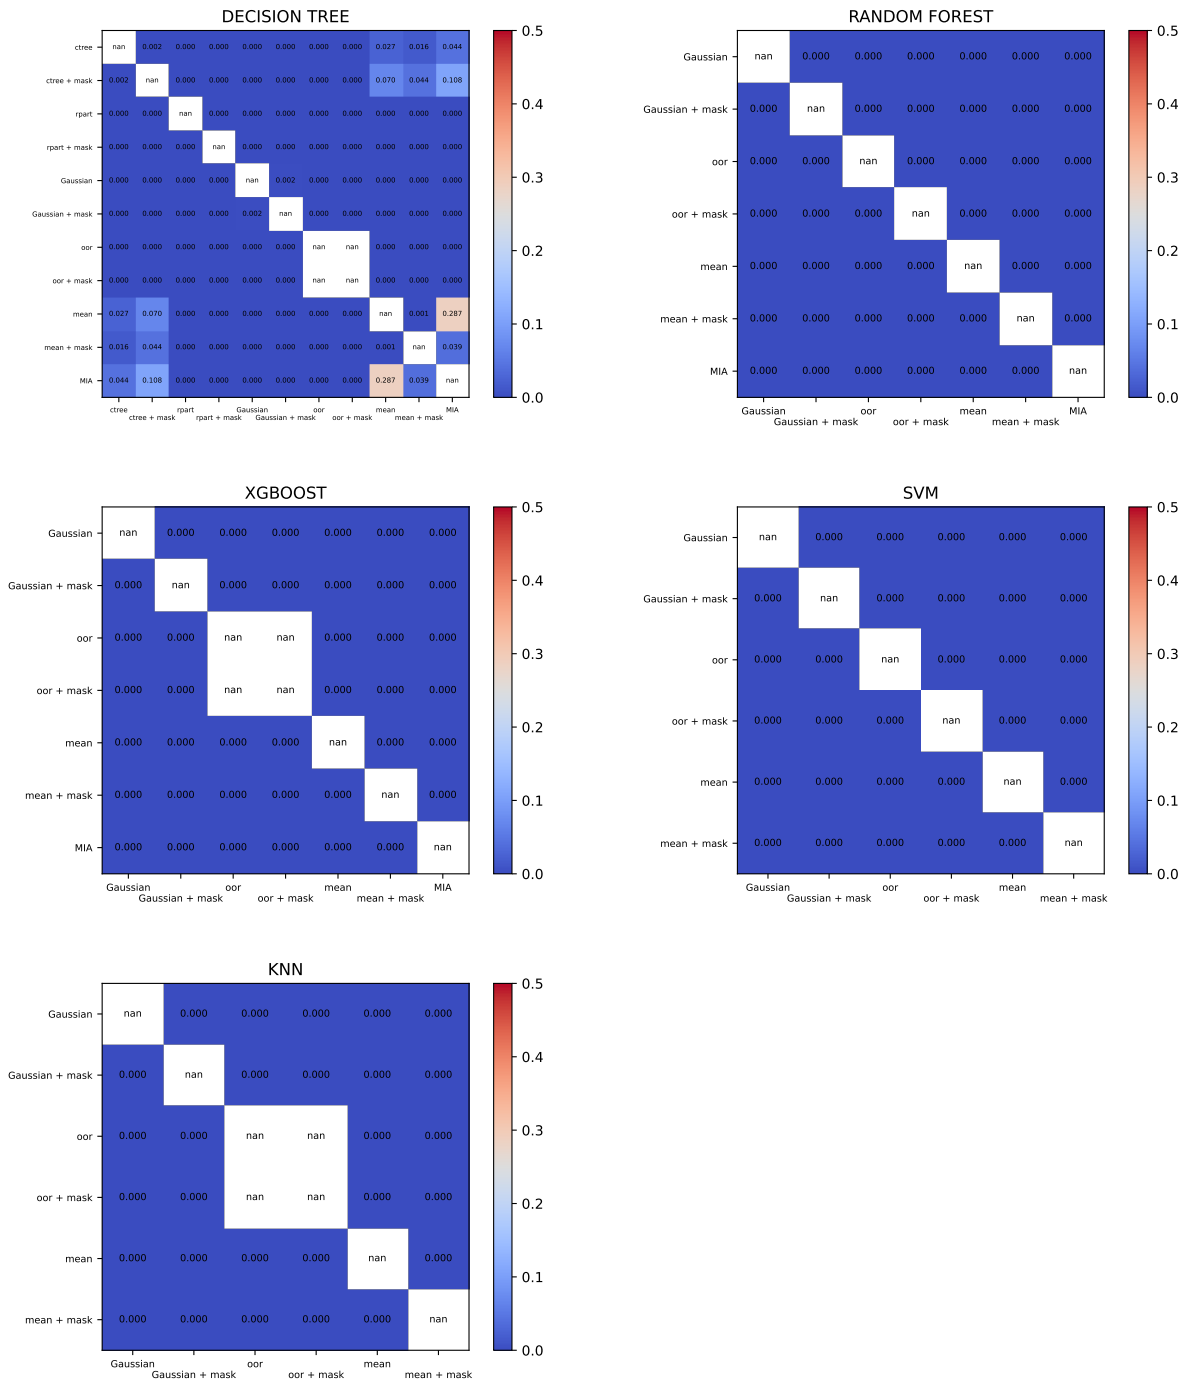 DECISION TREE
ctree nan 0.002 0.000 0.000 0.000 0.000 0.000 0.000 0.027 0.016 0.044
ctree + mask 0.002 nan 0.000 0.000 0.000 0.000 0.000 0.000 0.070 0.044 0.108
rpart 0.000 0.000 nan 0.000 0.000 0.000 0.000 0.000 0.000 0.000 0.000
rpart + mask 0.000 0.000 0.000 nan 0.000 0.000 0.000 0.000 0.000 0.000 0.000
Gaussian 0.000 0.000 0.000 0.000 nan 0.002 0.000 0.000 0.000 0.000 0.000
Gaussian + mask 0.000 0.000 0.000 0.000 0.002 nan 0.000 0.000 0.000 0.000 0.000
oor 0.000 0.000 0.000 0.000 0.000 0.000 nan nan 0.000 0.000 0.000
oor + mask 0.000 0.000 0.000 0.000 0.000 0.000 nan nan 0.000 0.000 0.000
mean 0.027 0.070 0.000 0.000 0.000 0.000 0.000 0.000 nan 0.001 0.287
mean + mask 0.016 0.044 0.000 0.000 0.000 0.000 0.000 0.000 0.001 nan 0.039
MIA 0.044 0.108 0.000 0.000 0.000 0.000 0.000 0.000 0.287 0.039 nan
ctree rpart Gaussian oor mean MIA
ctree + mask rpart + mask Gaussian + mask oor + mask mean + mask
0.5
0.4
0.3
0.2
0.1
0.0
RANDOM FOREST
Gaussian nan 0.000 0.000 0.000 0.000 0.000 0.000
Gaussian + mask 0.000 nan 0.000 0.000 0.000 0.000 0.000
oor 0.000 0.000 nan 0.000 0.000 0.000 0.000
oor + mask 0.000 0.000 0.000 nan 0.000 0.000 0.000
mean 0.000 0.000 0.000 0.000 nan 0.000 0.000
mean + mask 0.000 0.000 0.000 0.000 0.000 nan 0.000
MIA 0.000 0.000 0.000 0.000 0.000 0.000 nan
Gaussian oor mean MIA
Gaussian + mask oor + mask mean + mask
0.5
0.4
0.3
0.2
0.1
0.0
XGBOOST
Gaussian nan 0.000 0.000 0.000 0.000 0.000 0.000
Gaussian + mask 0.000 nan 0.000 0.000 0.000 0.000 0.000
oor 0.000 0.000 nan nan 0.000 0.000 0.000
oor + mask 0.000 0.000 nan nan 0.000 0.000 0.000
mean 0.000 0.000 0.000 0.000 nan 0.000 0.000
mean + mask 0.000 0.000 0.000 0.000 0.000 nan 0.000
MIA 0.000 0.000 0.000 0.000 0.000 0.000 nan
Gaussian oor mean MIA
Gaussian + mask oor + mask mean + mask
0.5
0.4
0.3
0.2
0.1
0.0
SVM
Gaussian nan 0.000 0.000 0.000 0.000 0.000
Gaussian + mask 0.000 nan 0.000 0.000 0.000 0.000
oor 0.000 0.000 nan 0.000 0.000 0.000
oor + mask 0.000 0.000 0.000 nan 0.000 0.000
mean 0.000 0.000 0.000 0.000 nan 0.000
mean + mask 0.000 0.000 0.000 0.000 0.000 nan
Gaussian oor mean
Gaussian + mask oor + mask mean + mask
0.5
0.4
0.3
0.2
0.1
0.0
KNN
Gaussian nan 0.000 0.000 0.000 0.000 0.000
Gaussian + mask 0.000 nan 0.000 0.000 0.000 0.000
oor 0.000 0.000 nan nan 0.000 0.000
oor + mask 0.000 0.000 nan nan 0.000 0.000
mean 0.000 0.000 0.000 0.000 nan 0.000
mean + mask 0.000 0.000 0.000 0.000 0.000 nan
Gaussian oor mean
Gaussian + mask oor + mask mean + mask
0.5
0.4
0.3
0.2
0.1
0.0